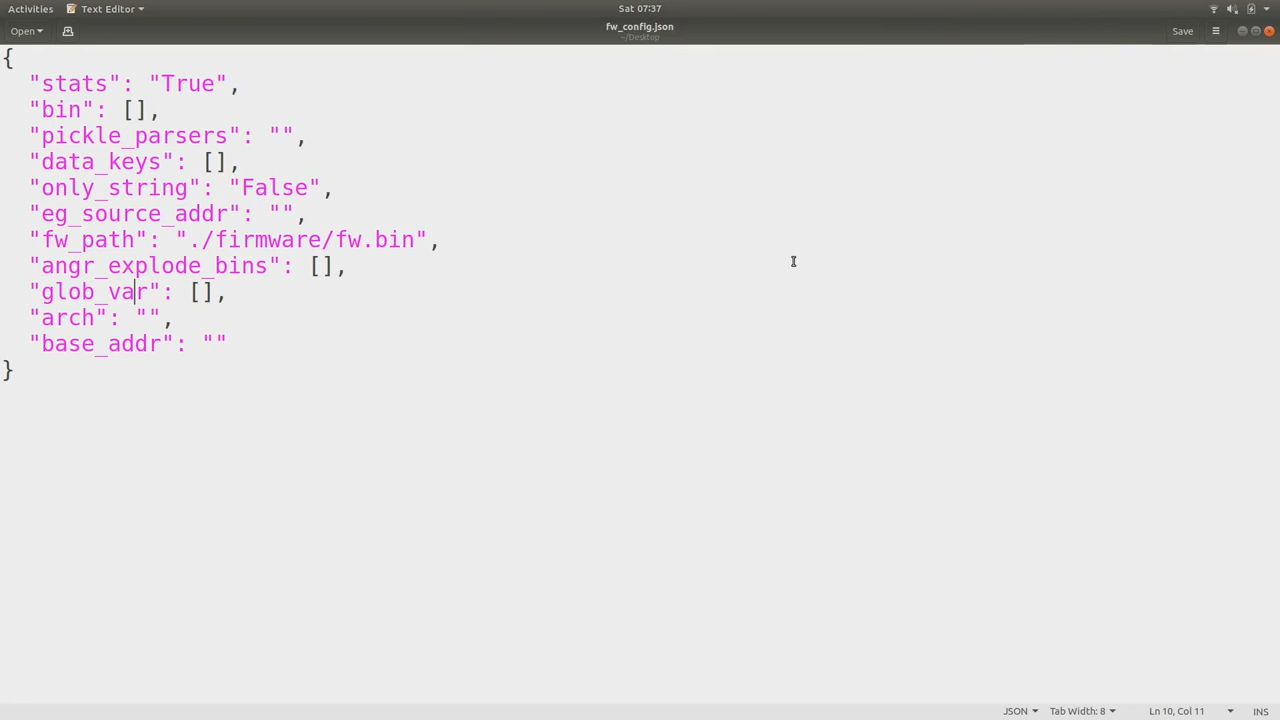 Activities Text Editor Sat 07:37
Open fw_config.json Save
~/Desktop
{
"stats": "True",
"bin": [],
"pickle_parsers": "",
"data_keys": [],
"only_string": "False",
"eg_source_addr": "",
"fw_path": "./firmware/fw.bin",
"angr_explode_bins": [],
"glob_var": [],
"arch": "",
"base_addr": ""
}
JSON Tab Width: 8 Ln 10, Col 11 INS